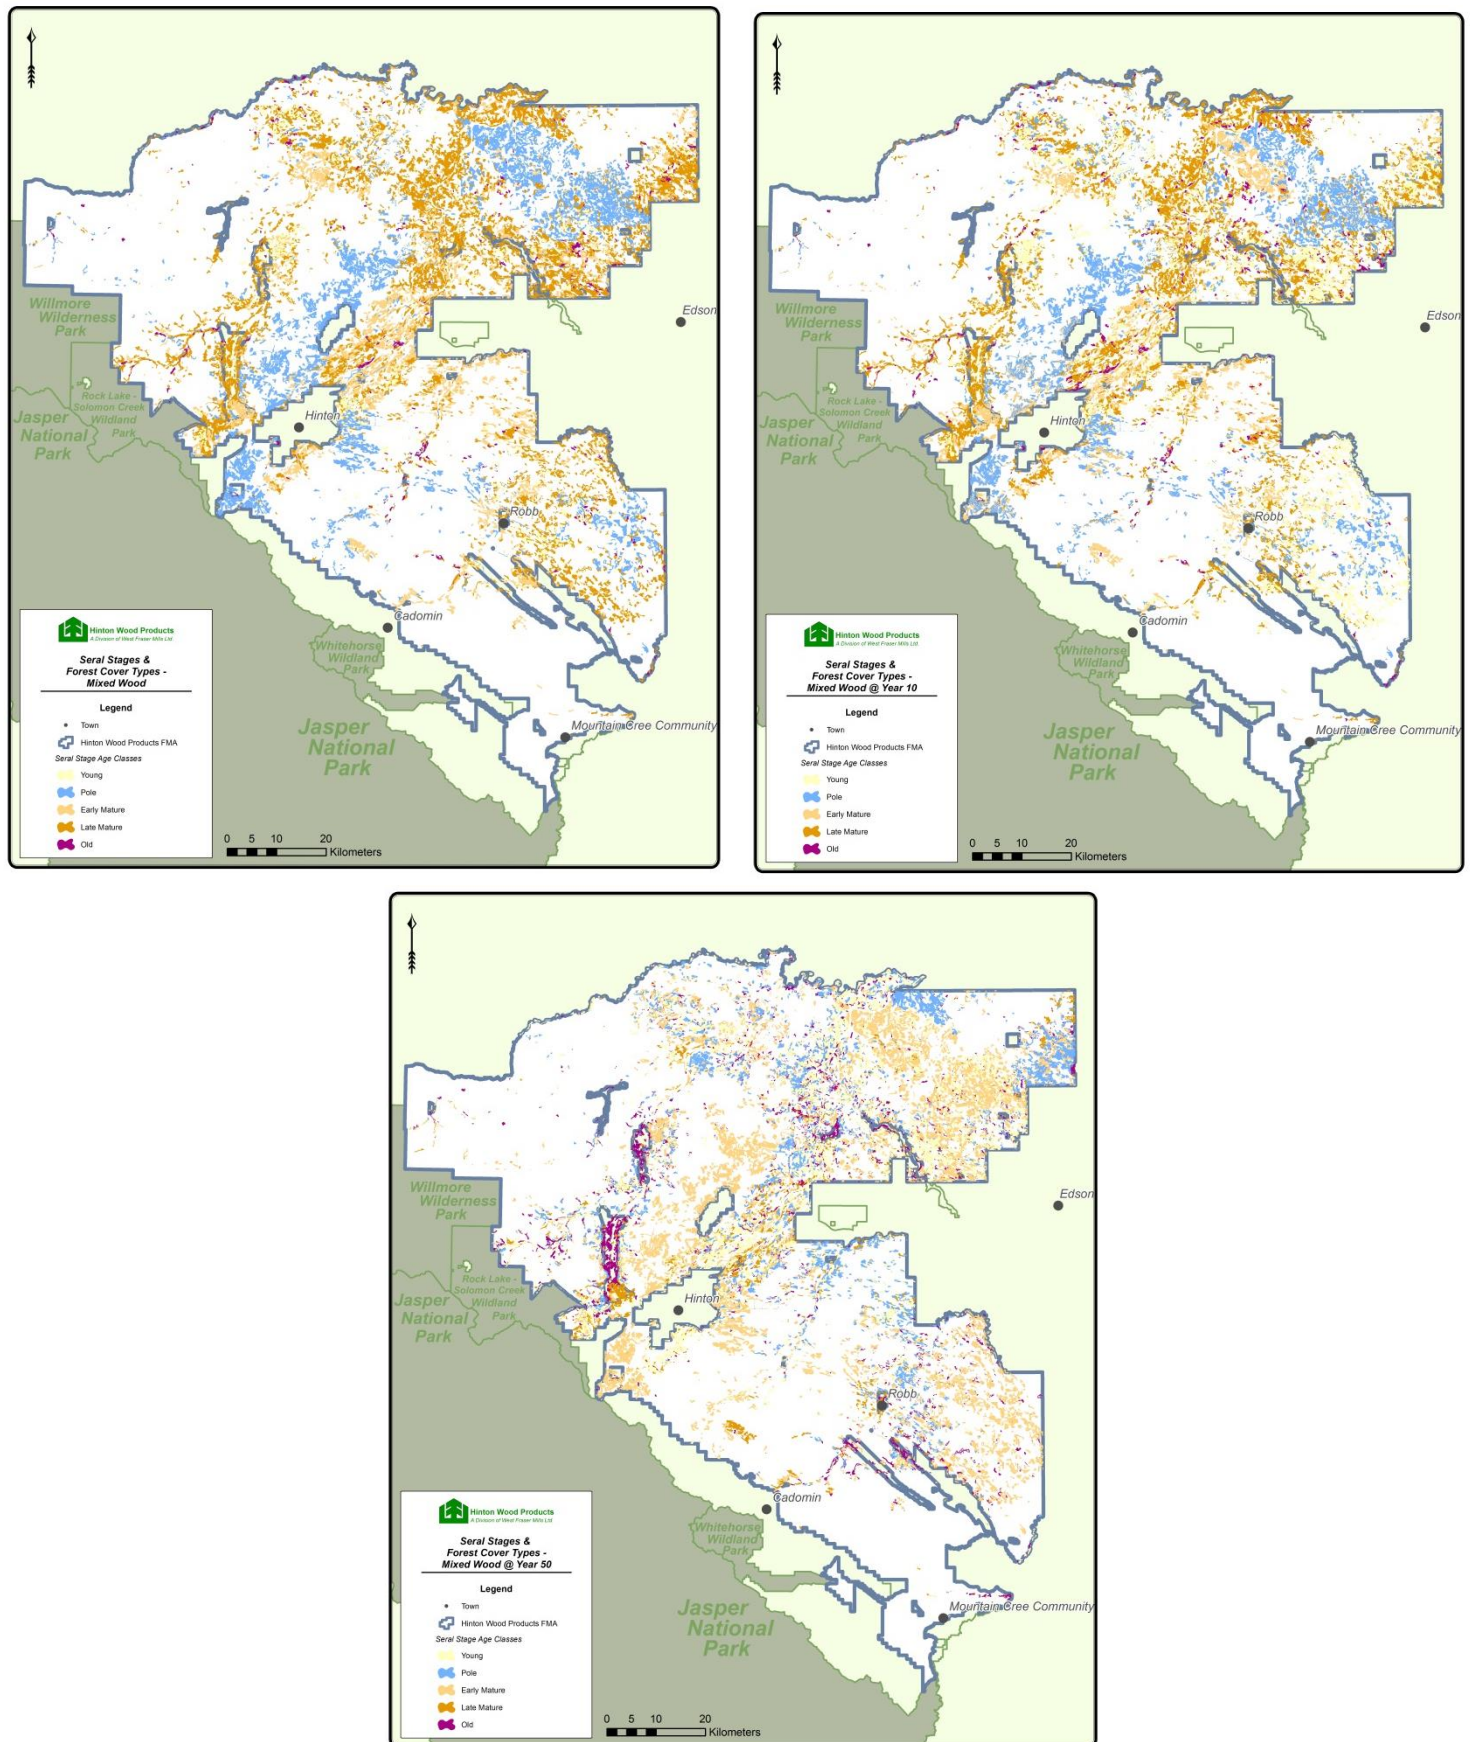 Edson
Willmore
Wilderness
Park
Rock Lake -
Solomon Creek
Wildland
Park
Jasper
National
Park
Hinton
Robb
Cadomin
Whitehorse
Wildland
Park
Mountain Cree Community
Jasper
National
Park
Hinton Wood Products
A Division of West Fraser Mills Ltd
Seral Stages &
Forest Cover Types -
Mixed Wood
Legend
Town
Hinton Wood Products FMA
Seral Stage Age Classes
Young
Pole
Early Mature
Late Mature
Old
0 5 10 20
Kilometers
Edson
Willmore
Wilderness
Park
Rock Lake -
Solomon Creek
Wildland
Park
Jasper
National
Park
Hinton
Robb
Cadomin
Whitehorse
Wildland
Park
Mountain Cree Community
Jasper
National
Park
Hinton Wood Products
A Division of West Fraser Mills Ltd
Seral Stages &
Forest Cover Types -
Mixed Wood @ Year 10
Legend
Town
Hinton Wood Products FMA
Seral Stage Age Classes
Young
Pole
Early Mature
Late Mature
Old
0 5 10 20
Kilometers
Edson
Willmore
Wilderness
Park
Rock Lake -
Solomon Creek
Wildland
Park
Jasper
National
Park
Hinton
Robb
Cadomin
Whitehorse
Wildland
Park
Mountain Cree Community
Jasper
National
Park
Hinton Wood Products
A Division of West Fraser Mills Ltd
Seral Stages &
Forest Cover Types -
Mixed Wood @ Year 50
Legend
Town
Hinton Wood Products FMA
Seral Stage Age Classes
Young
Pole
Early Mature
Late Mature
Old
0 5 10 20
Kilometers